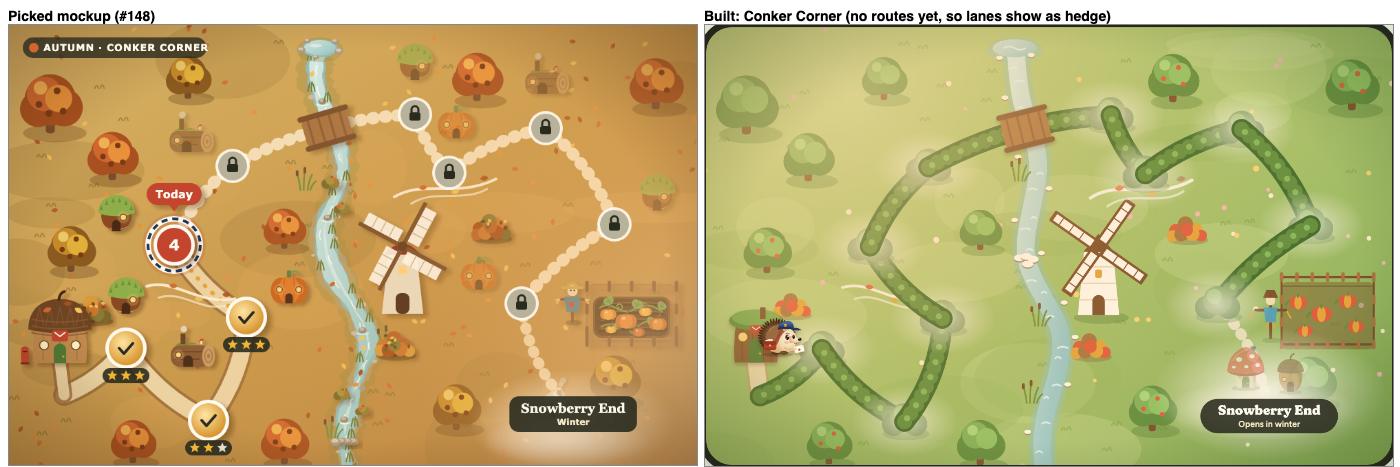 Picked mockup (#148)
AUTUMN · CONKER CORNER
Today
4
Snowberry End
Winter
Built: Conker Corner (no routes yet, so lanes show as hedge)
Snowberry End
Opens in winter